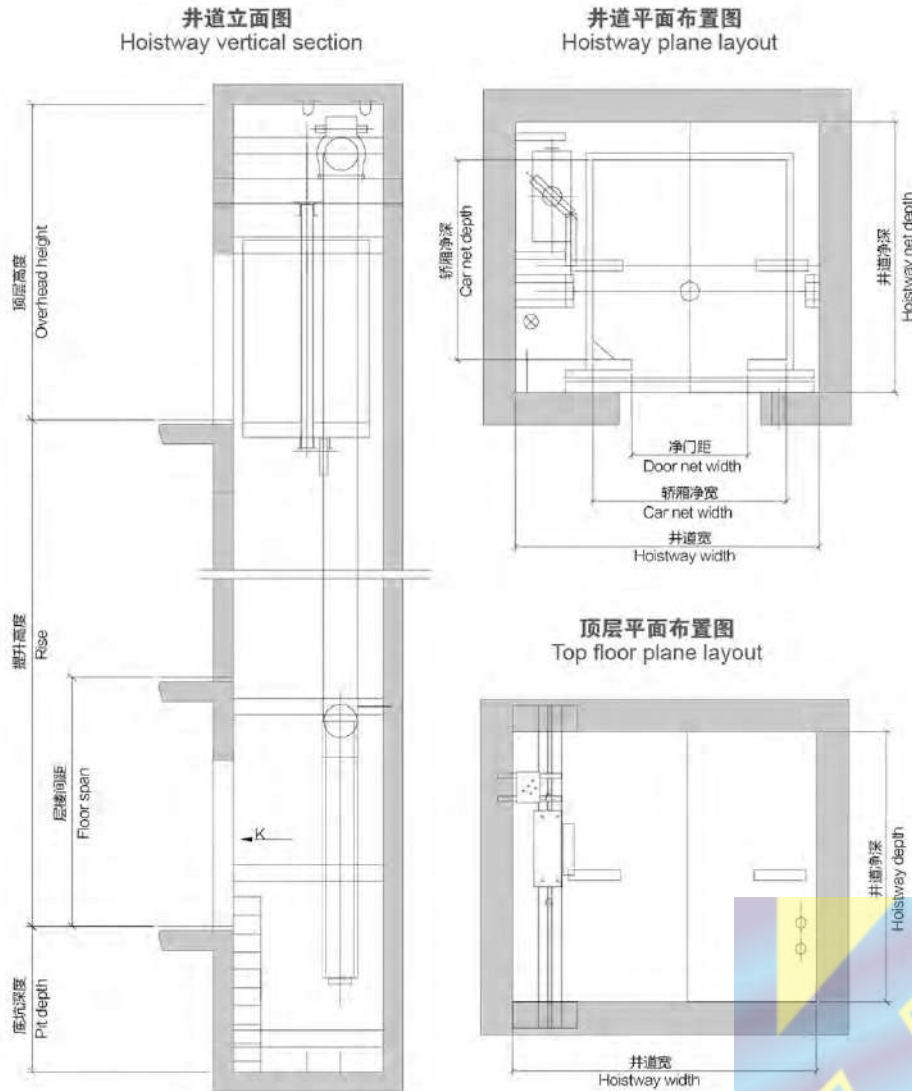 井道立面图
Hoistway vertical section
顶层高度
Overhead height
提升高度
Rise
层楼间距
Floor span
K
底坑深度
Pit depth
井道平面布置图
Hoistway plane layout
轿厢净深
Car net depth
井道净深
Hoistway net depth
净门距
Door net width
轿厢净宽
Car net width
井道宽
Hoistway width
顶层平面布置图
Top floor plane layout
井道净深
Hoistway depth
井道宽
Hoistway width